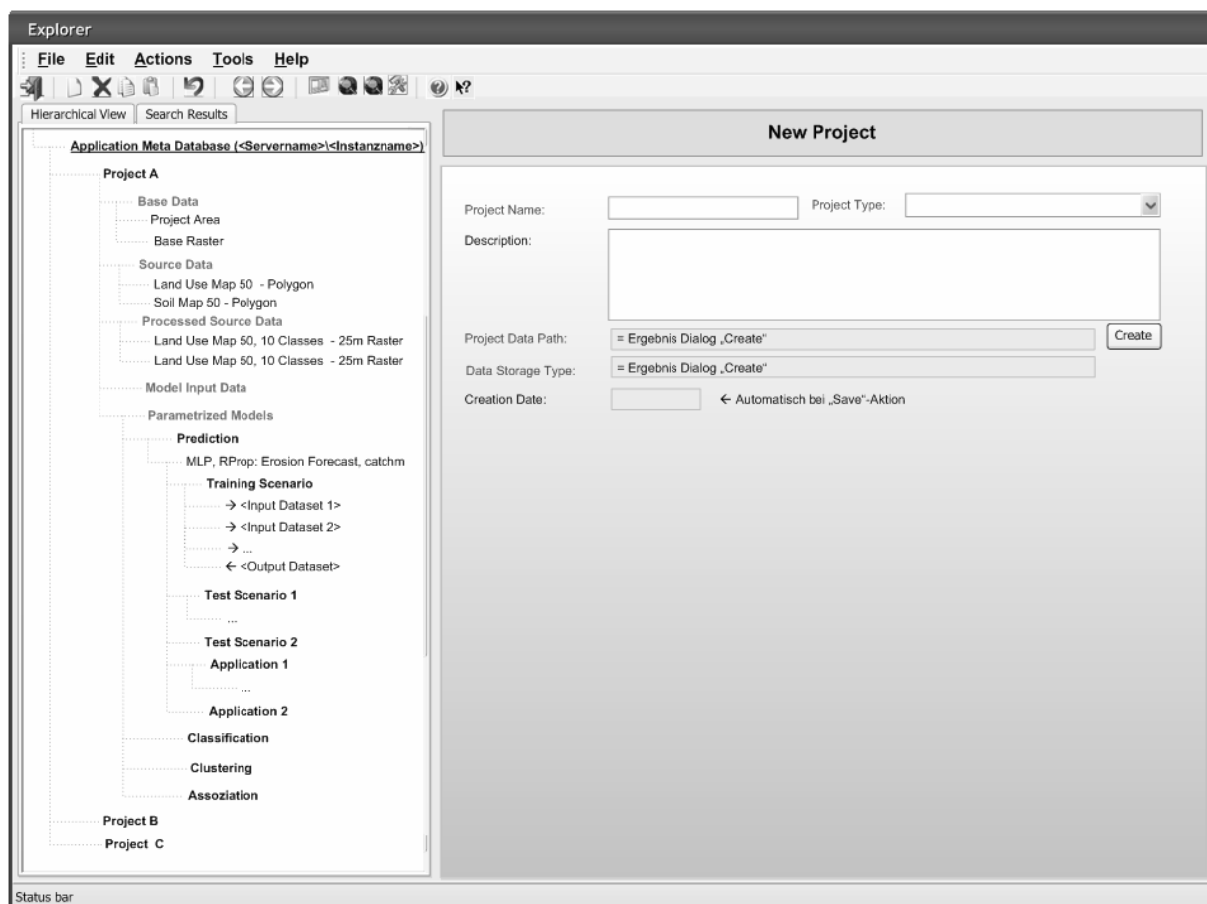 Explorer
File Edit Actions Tools Help
Hierarchical View Search Results
Application Meta Database (<Servername>\<Instanzname>)
Project A
Base Data
Project Area
Base Raster
Source Data
Land Use Map 50 - Polygon
Soil Map 50 - Polygon
Processed Source Data
Land Use Map 50, 10 Classes - 25m Raster
Land Use Map 50, 10 Classes - 25m Raster
Model Input Data
Parametrized Models
Prediction
MLP, RProp: Erosion Forecast, catchm
Training Scenario
→ <Input Dataset 1>
→ <Input Dataset 2>
→ ...
← <Output Dataset>
Test Scenario 1
...
Test Scenario 2
Application 1
...
Application 2
Classification
Clustering
Assoziation
Project B
Project C
New Project
Project Name: Project Type:
Description:
Project Data Path: = Ergebnis Dialog „Create“ Create
Data Storage Type: = Ergebnis Dialog „Create“
Creation Date: ← Automatisch bei „Save“-Aktion
Status bar